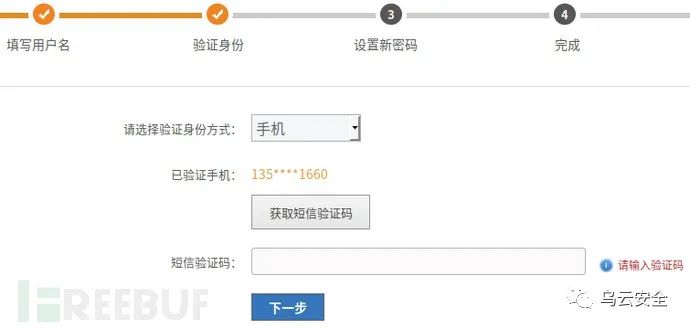 3 4
填写用户名 验证身份 设置新密码 完成
请选择验证身份方式： 手机
已验证手机： 135****1660
获取短信验证码
短信验证码： 请输入验证码
REEBUF
下一步
乌云安全